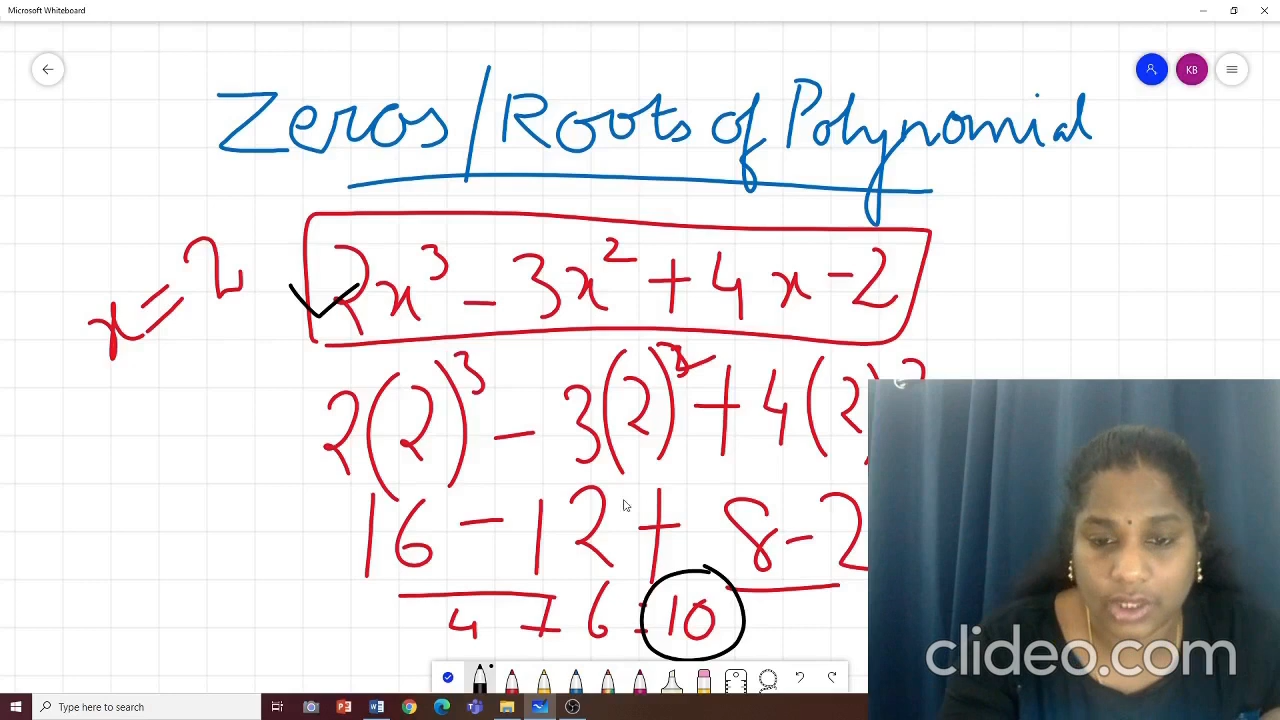 Microsoft Whiteboard
KB
Zeros/Roots of Polynomial
x = 2
2x³ - 3x² + 4x - 2
2(2)³ - 3(2)² + 4(2)
16 - 12 + 8 - 2
4 + 6 = 10
clideo.com
Type here to search